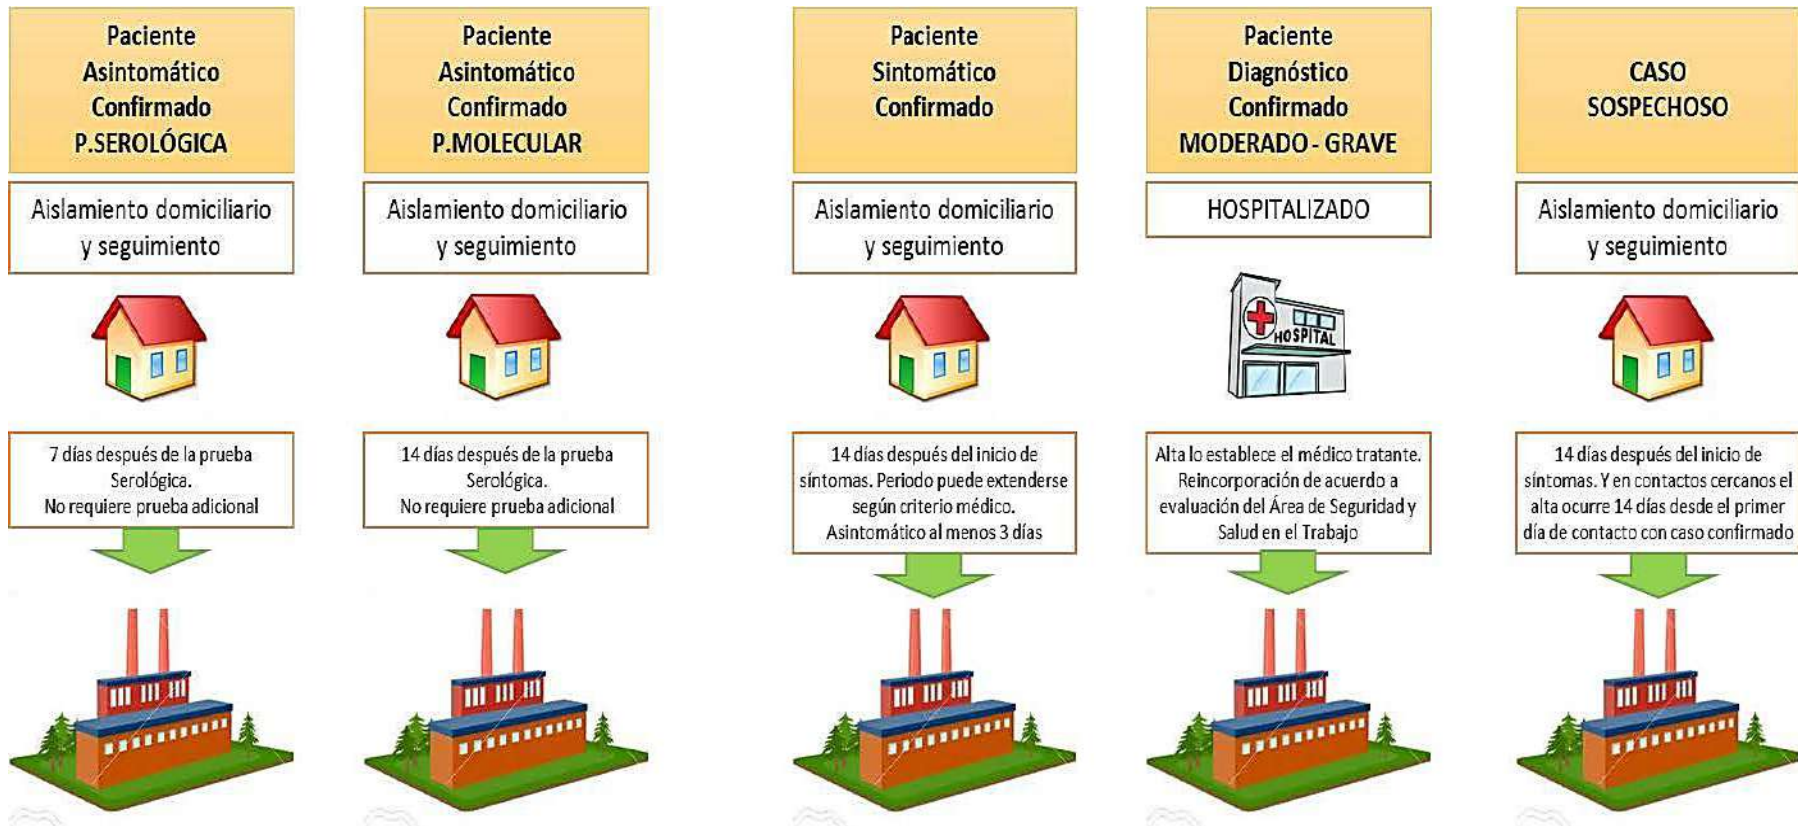 Paciente
Asintomático
Confirmado
P.SEROLÓGICA
Aislamiento domiciliario
y seguimiento
7 días después de la prueba
Serológica.
No requiere prueba adicional
Paciente
Asintomático
Confirmado
P.MOLECULAR
Aislamiento domiciliario
y seguimiento
14 días después de la prueba
Serológica.
No requiere prueba adicional
Paciente
Sintomático
Confirmado
Aislamiento domiciliario
y seguimiento
14 días después del inicio de
síntomas. Periodo puede extenderse
según criterio médico.
Asintomático al menos 3 días
Paciente
Diagnóstico
Confirmado
MODERADO - GRAVE
HOSPITALIZADO
HOSPITAL
Alta lo establece el médico tratante.
Reincorporación de acuerdo a
evaluación del Área de Seguridad y
Salud en el Trabajo
CASO
SOSPECHOSO
Aislamiento domiciliario
y seguimiento
14 días después del inicio de
síntomas. Y en contactos cercanos el
alta ocurre 14 días desde el primer
día de contacto con caso confirmado